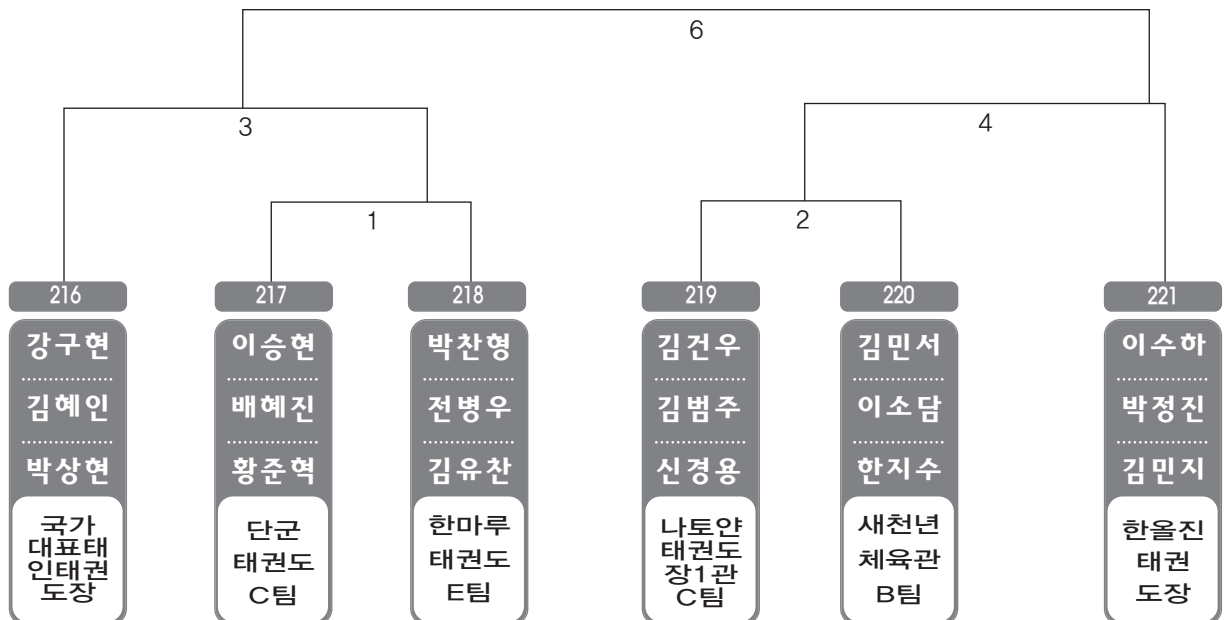 6
3
4
1
2
216
217
218
219
220
221
강구현
김혜인
박상현
국가
대표태
인태권
도장
이승현
배혜진
황준혁
단군
태권도
C팀
박찬형
전병우
김유찬
한마루
태권도
E팀
김건우
김범주
신경용
나토얀
태권도
장1관
C팀
김민서
이소담
한지수
새천년
체육관
B팀
이수하
박정진
김민지
한올진
태권
도장